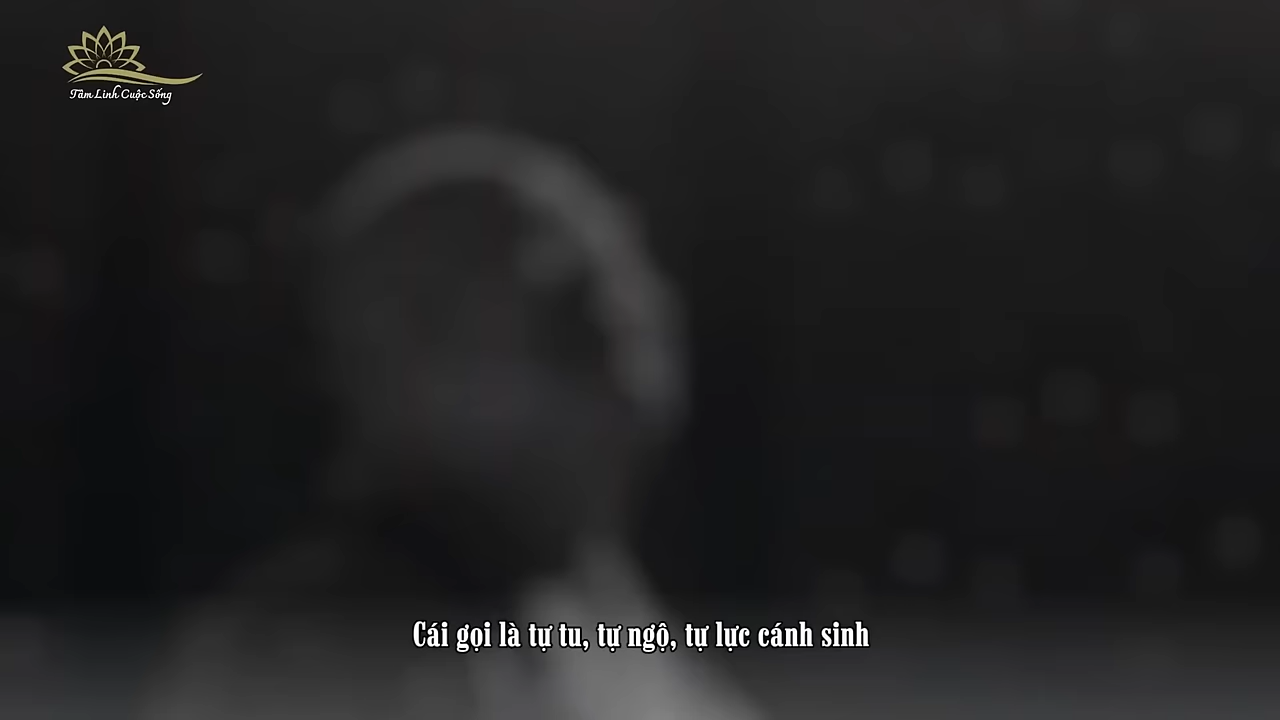 Tâm Linh Cuộc Sống
Cái gọi là tự tu, tự ngộ, tự lực cánh sinh